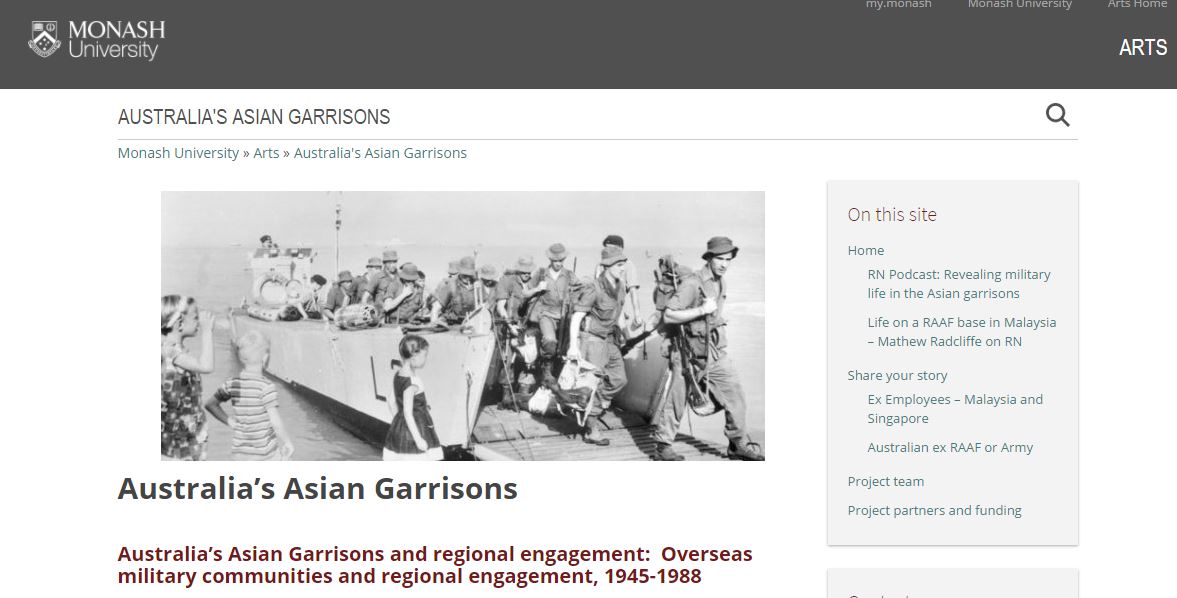 my.monash Monash University Arts Home
MONASH
University
ARTS
AUSTRALIA'S ASIAN GARRISONS
Monash University » Arts » Australia's Asian Garrisons
Australia’s Asian Garrisons
Australia’s Asian Garrisons and regional engagement:  Overseas
military communities and regional engagement, 1945-1988
On this site
Home
RN Podcast: Revealing military
life in the Asian garrisons
Life on a RAAF base in Malaysia
– Mathew Radcliffe on RN
Share your story
Ex Employees – Malaysia and
Singapore
Australian ex RAAF or Army
Project team
Project partners and funding